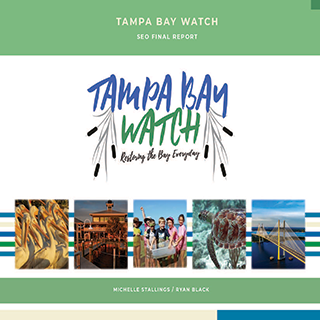 TAMPA BAY WATCH
SEO FINAL REPORT
TAMPA BAY
WATCH
Restoring the Bay Everyday
MICHELLE STALLINGS / RYAN BLACK